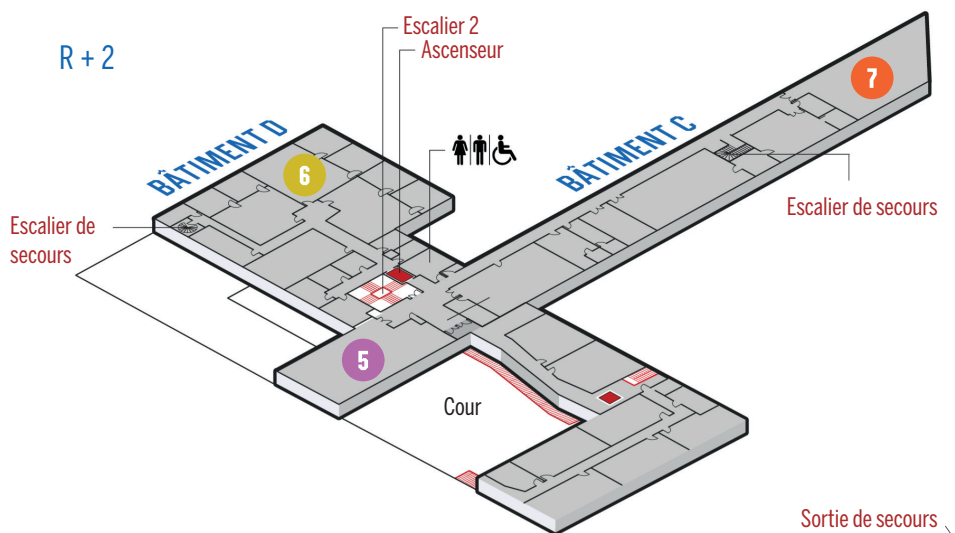 R + 2
Escalier 2
Ascenseur
BÂTIMENT D
BÂTIMENT C
7
6
Escalier de
secours
Escalier de secours
5
Cour
Sortie de secours